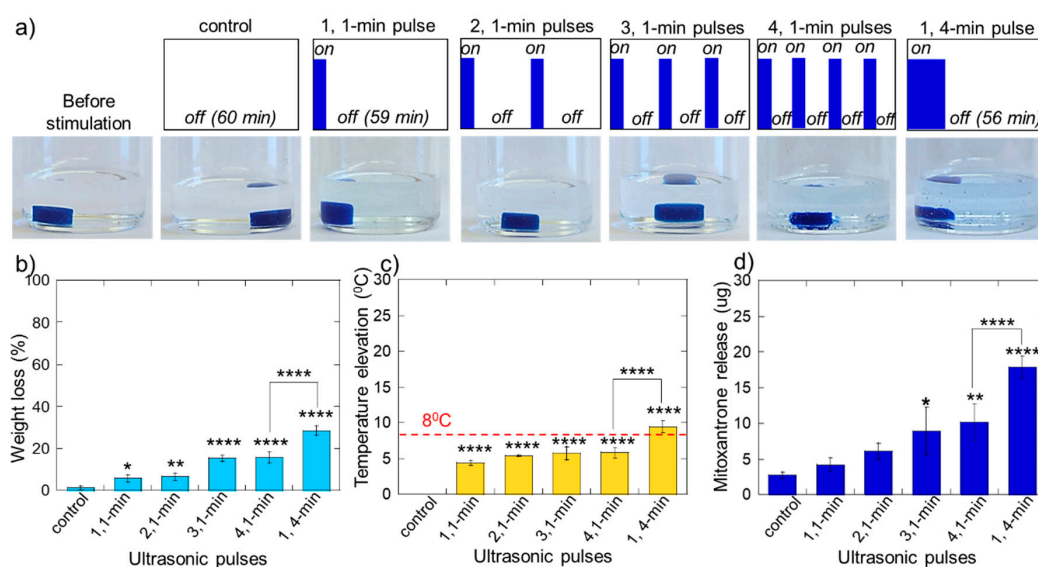 a)
control
1, 1-min pulse
2, 1-min pulses
3, 1-min pulses
4, 1-min pulses
1, 4-min pulse
Before
stimulation
off (60 min)
on
off (59 min)
on on
off off
on on on
off off off
on on on on
off off off off
on
off (56 min)
b)
Weight loss (%)
100
80
60
40
20
0
*
**
****
****
****
****
control
1, 1-min
2, 1-min
3, 1-min
4, 1-min
1, 4-min
Ultrasonic pulses
c)
Temperature elevation (⁰C)
30
25
20
15
10
5
0
8⁰C
****
****
****
****
****
****
control
1, 1-min
2, 1-min
3, 1-min
4, 1-min
1, 4-min
Ultrasonic pulses
d)
Mitoxantrone release (ug)
30
25
20
15
10
5
0
*
**
****
****
control
1, 1-min
2, 1-min
3, 1-min
4, 1-min
1, 4-min
Ultrasonic pulses